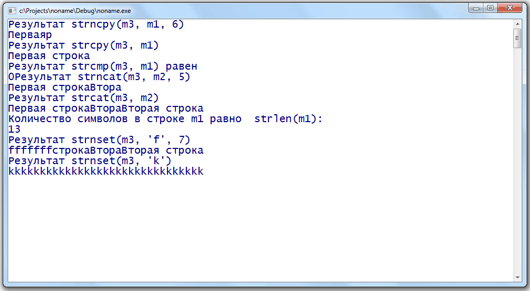 c:\Projects\noname\Debug\noname.exe
Результат strncpy(m3, m1, 6)
Перваяр
Результат strcpy(m3, m1)
Первая строка
Результат strcmp(m3, m1) равен
0Результат strncat(m3, m2, 5)
Первая строкаВтора
Результат strcat(m3, m2)
Первая строкаВтораВторая строка
Количество символов в строке m1 равно  strlen(m1):
13
Результат strnset(m3, 'f', 7)
fffffffстрокаВтораВторая строка
Результат strnset(m3, 'k')
kkkkkkkkkkkkkkkkkkkkkkkkkkkkkkk